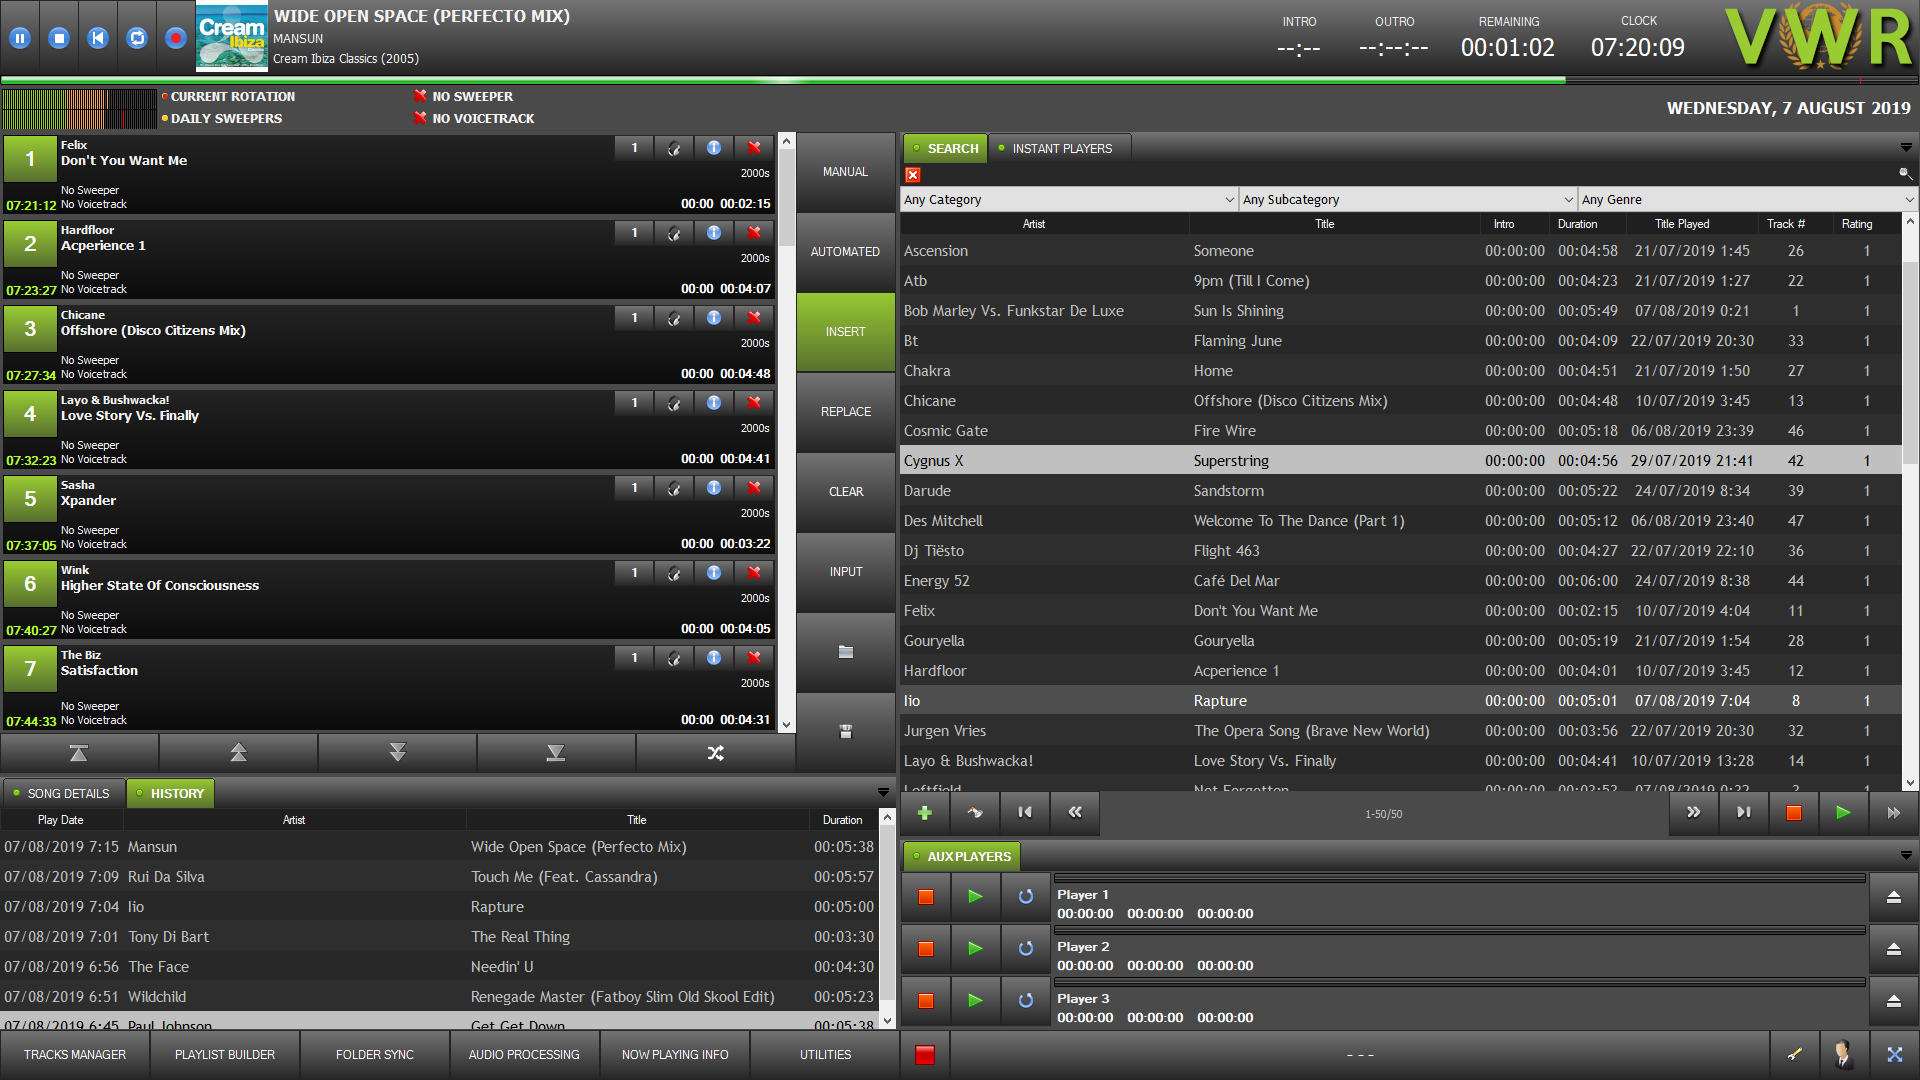 WIDE OPEN SPACE (PERFECTO MIX)
MANSUN
Cream Ibiza Classics (2005)
Cream
Ibiza
INTRO
--:--
OUTRO
--:--:--
REMAINING
00:01:02
CLOCK
07:20:09
VWR
CURRENT ROTATION
DAILY SWEEPERS
NO SWEEPER
NO VOICETRACK
WEDNESDAY, 7 AUGUST 2019
1 Felix 1
Don't You Want Me
2000s
No Sweeper
07:21:12 No Voicetrack 00:00 00:02:15
2 Hardfloor 1
Acperience 1
2000s
No Sweeper
07:23:27 No Voicetrack 00:00 00:04:07
3 Chicane 1
Offshore (Disco Citizens Mix)
2000s
No Sweeper
07:27:34 No Voicetrack 00:00 00:04:48
4 Layo & Bushwacka! 1
Love Story Vs. Finally
2000s
No Sweeper
07:32:23 No Voicetrack 00:00 00:04:41
5 Sasha 1
Xpander
2000s
No Sweeper
07:37:05 No Voicetrack 00:00 00:03:22
6 Wink 1
Higher State Of Consciousness
2000s
No Sweeper
07:40:27 No Voicetrack 00:00 00:04:05
7 The Biz 1
Satisfaction
2000s
No Sweeper
07:44:33 No Voicetrack 00:00 00:04:31
MANUAL
AUTOMATED
INSERT
REPLACE
CLEAR
INPUT
SEARCH INSTANT PLAYERS
Any Category Any Subcategory Any Genre
Artist Title Intro Duration Title Played Track # Rating
Ascension Someone 00:00:00 00:04:58 21/07/2019 1:45 26 1
Atb 9pm (Till I Come) 00:00:00 00:04:23 21/07/2019 1:27 22 1
Bob Marley Vs. Funkstar De Luxe Sun Is Shining 00:00:00 00:05:49 07/08/2019 0:21 1 1
Bt Flaming June 00:00:00 00:04:09 22/07/2019 20:30 33 1
Chakra Home 00:00:00 00:04:51 21/07/2019 1:50 27 1
Chicane Offshore (Disco Citizens Mix) 00:00:00 00:04:48 10/07/2019 3:45 13 1
Cosmic Gate Fire Wire 00:00:00 00:05:18 06/08/2019 23:39 46 1
Cygnus X Superstring 00:00:00 00:04:56 29/07/2019 21:41 42 1
Darude Sandstorm 00:00:00 00:05:22 24/07/2019 8:34 39 1
Des Mitchell Welcome To The Dance (Part 1) 00:00:00 00:05:12 06/08/2019 23:40 47 1
Dj Tiësto Flight 463 00:00:00 00:04:27 22/07/2019 22:10 36 1
Energy 52 Café Del Mar 00:00:00 00:06:00 24/07/2019 8:38 44 1
Felix Don't You Want Me 00:00:00 00:02:15 10/07/2019 4:04 11 1
Gouryella Gouryella 00:00:00 00:05:19 21/07/2019 1:54 28 1
Hardfloor Acperience 1 00:00:00 00:04:01 10/07/2019 3:45 12 1
Iio Rapture 00:00:00 00:05:01 07/08/2019 7:04 8 1
Jurgen Vries The Opera Song (Brave New World) 00:00:00 00:03:56 22/07/2019 20:30 32 1
Layo & Bushwacka! Love Story Vs. Finally 00:00:00 00:04:41 10/07/2019 13:28 14 1
Loftfield Not Forgotten 00:00:00
1-50/50
SONG DETAILS HISTORY
Play Date Artist Title Duration
07/08/2019 7:15 Mansun Wide Open Space (Perfecto Mix) 00:05:38
07/08/2019 7:09 Rui Da Silva Touch Me (Feat. Cassandra) 00:05:57
07/08/2019 7:04 Iio Rapture 00:05:00
07/08/2019 7:01 Tony Di Bart The Real Thing 00:03:30
07/08/2019 6:56 The Face Needin' U 00:04:30
07/08/2019 6:51 Wildchild Renegade Master (Fatboy Slim Old Skool Edit) 00:05:23
07/08/2019 6:45 Paul Johnson Get Get Down 00:05:38
AUX PLAYERS
Player 1
00:00:00 00:00:00 00:00:00
Player 2
00:00:00 00:00:00 00:00:00
Player 3
00:00:00 00:00:00 00:00:00
TRACKS MANAGER PLAYLIST BUILDER FOLDER SYNC AUDIO PROCESSING NOW PLAYING INFO UTILITIES - - -